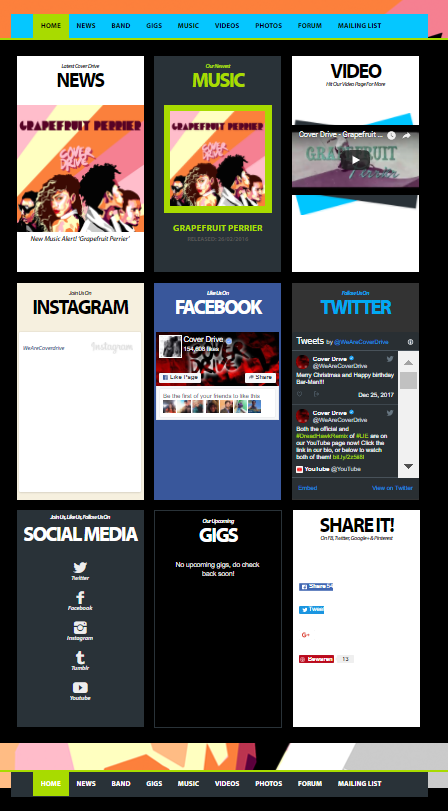 HOME NEWS BAND GIGS MUSIC VIDEOS PHOTOS FORUM MAILING LIST
Latest Cover Drive
NEWS
GRAPEFRUIT PERRIER
COVER DRIVE
New Music Alert! 'Grapefruit Perrier'
Our Newest
MUSIC
GRAPEFRUIT PERRIER
COVER DRIVE
GRAPEFRUIT PERRIER
RELEASED: 20/02/2016
VIDEO
Hit Our Video Page For More
Cover Drive - Grapefruit ...
GRAPEFRUIT
Perrier
Join Us On
INSTAGRAM
WeAreCoverdrive
Instagram
Like Us On
FACEBOOK
Cover Drive
154,608 likes
Like Page
Share
Be the first of your friends to like this
Follow Us On
TWITTER
Tweets by @WeAreCoverDrive
Cover Drive
@WeAreCoverDrive
Merry Christmas and Happy birthday
Bar-Man!!!
Dec 25, 2017
Cover Drive
@WeAreCoverDrive
Both the official and
#DreadHawkRemix of #LIE are on
our YouTube page now! Click the
link in our bio, or below to watch
both of them!
YouTube @YouTube
Embed
View on Twitter
Join Us, Like Us, Follow Us On
SOCIAL MEDIA
Twitter
Facebook
Instagram
Tumblr
Youtube
Our Upcoming
GIGS
No upcoming gigs, do check
back soon!
SHARE IT!
On FB, Twitter, Google+ & Pinterest
Share 54
Tweet
G+
13
HOME NEWS BAND GIGS MUSIC VIDEOS PHOTOS FORUM MAILING LIST